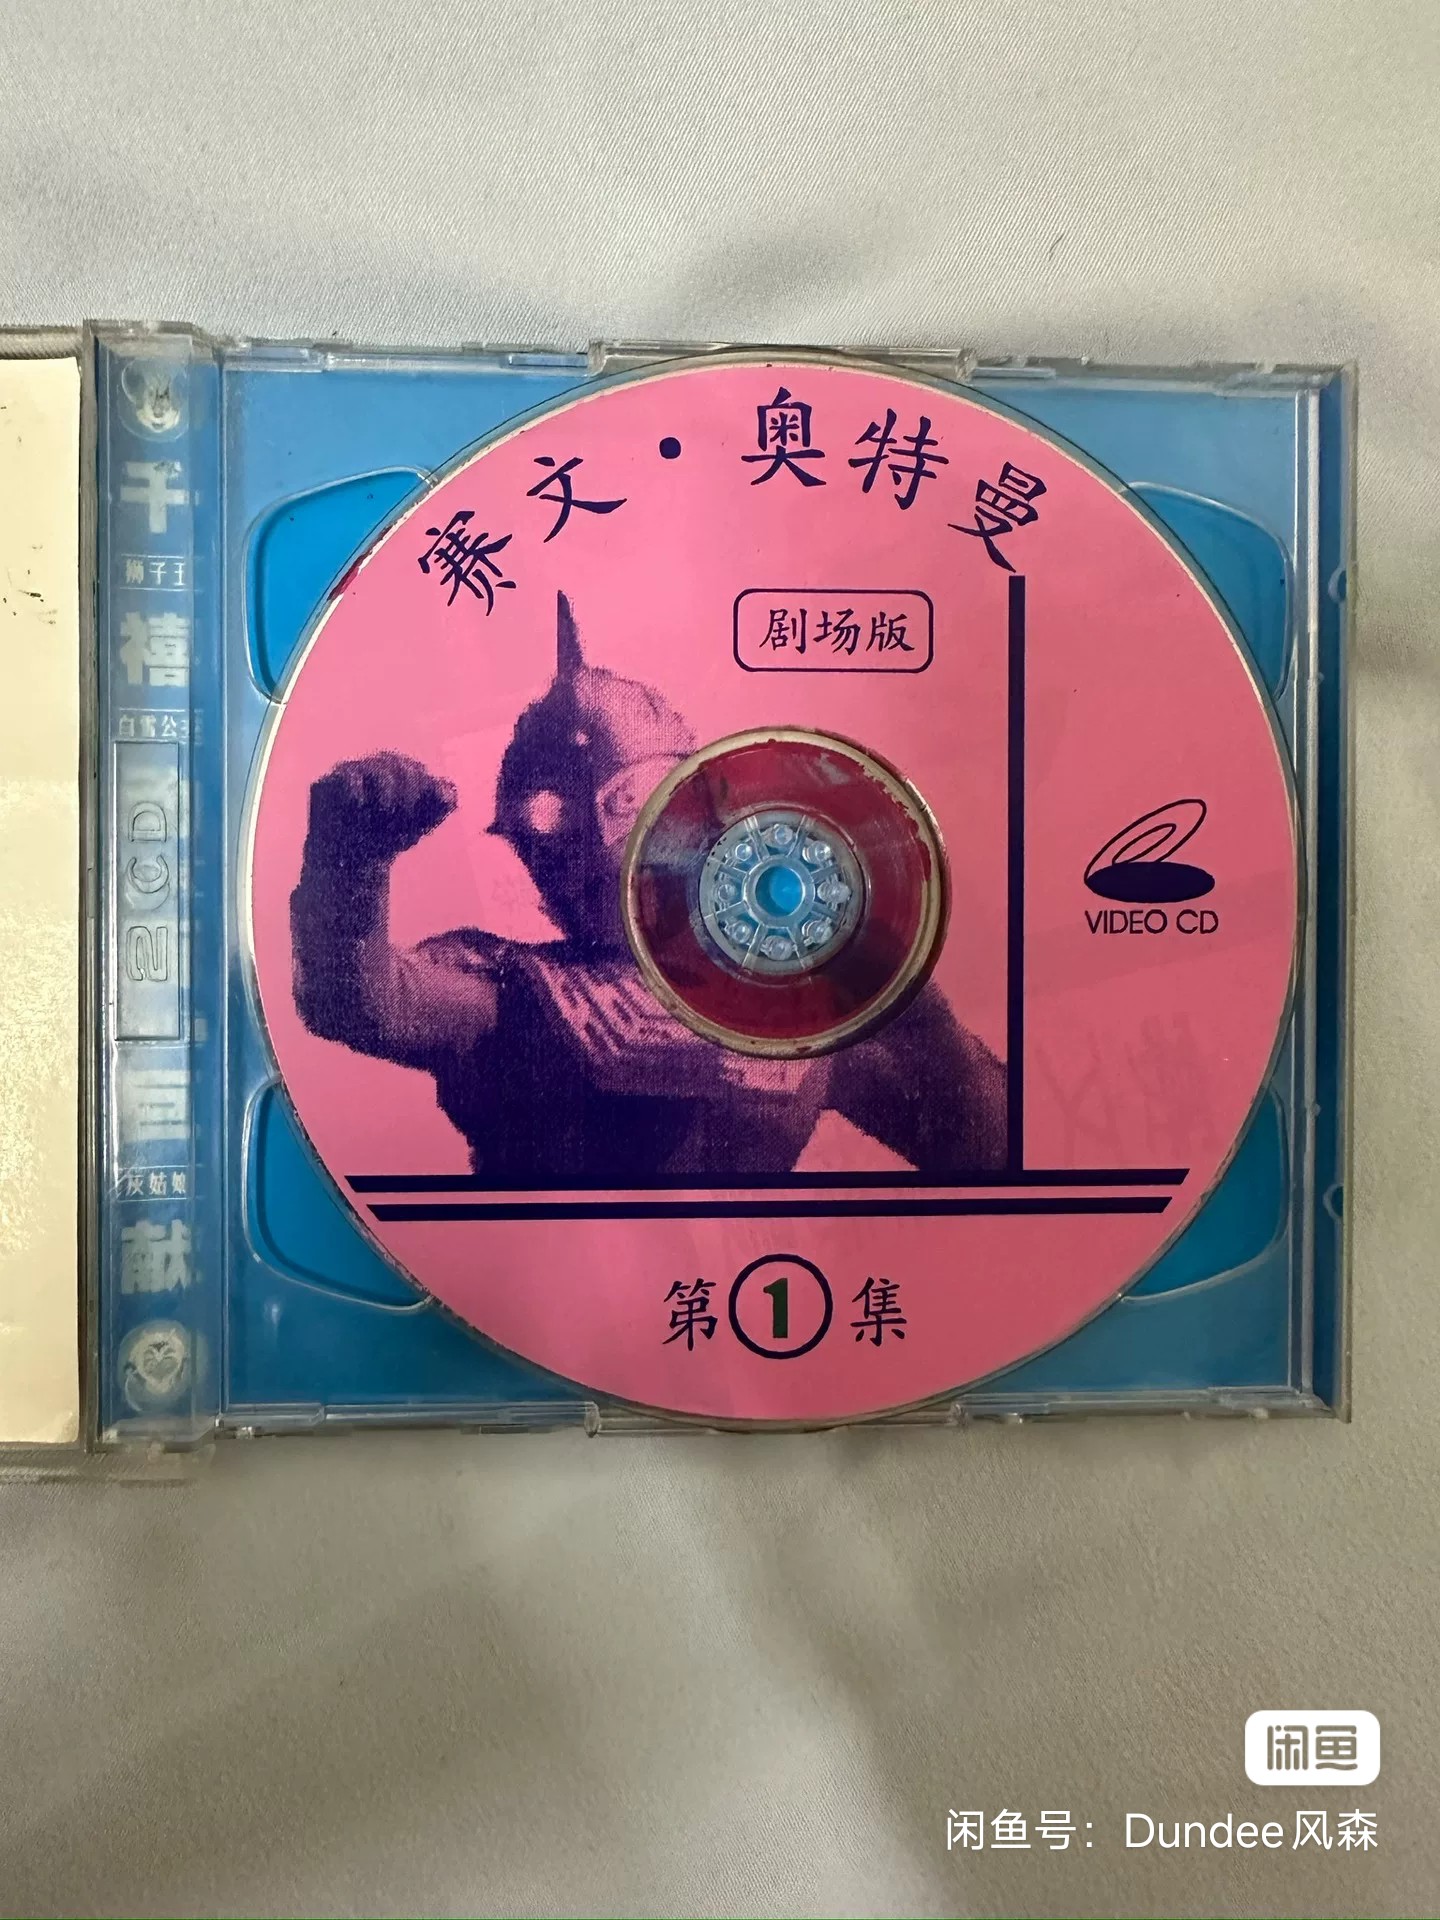 赛文·奥特曼
剧场版
VIDEO CD
第1集
千
狮子王
禧
白雪公主
2CD
巨
灰姑娘
献
闲鱼
闲鱼号：Dundee风森